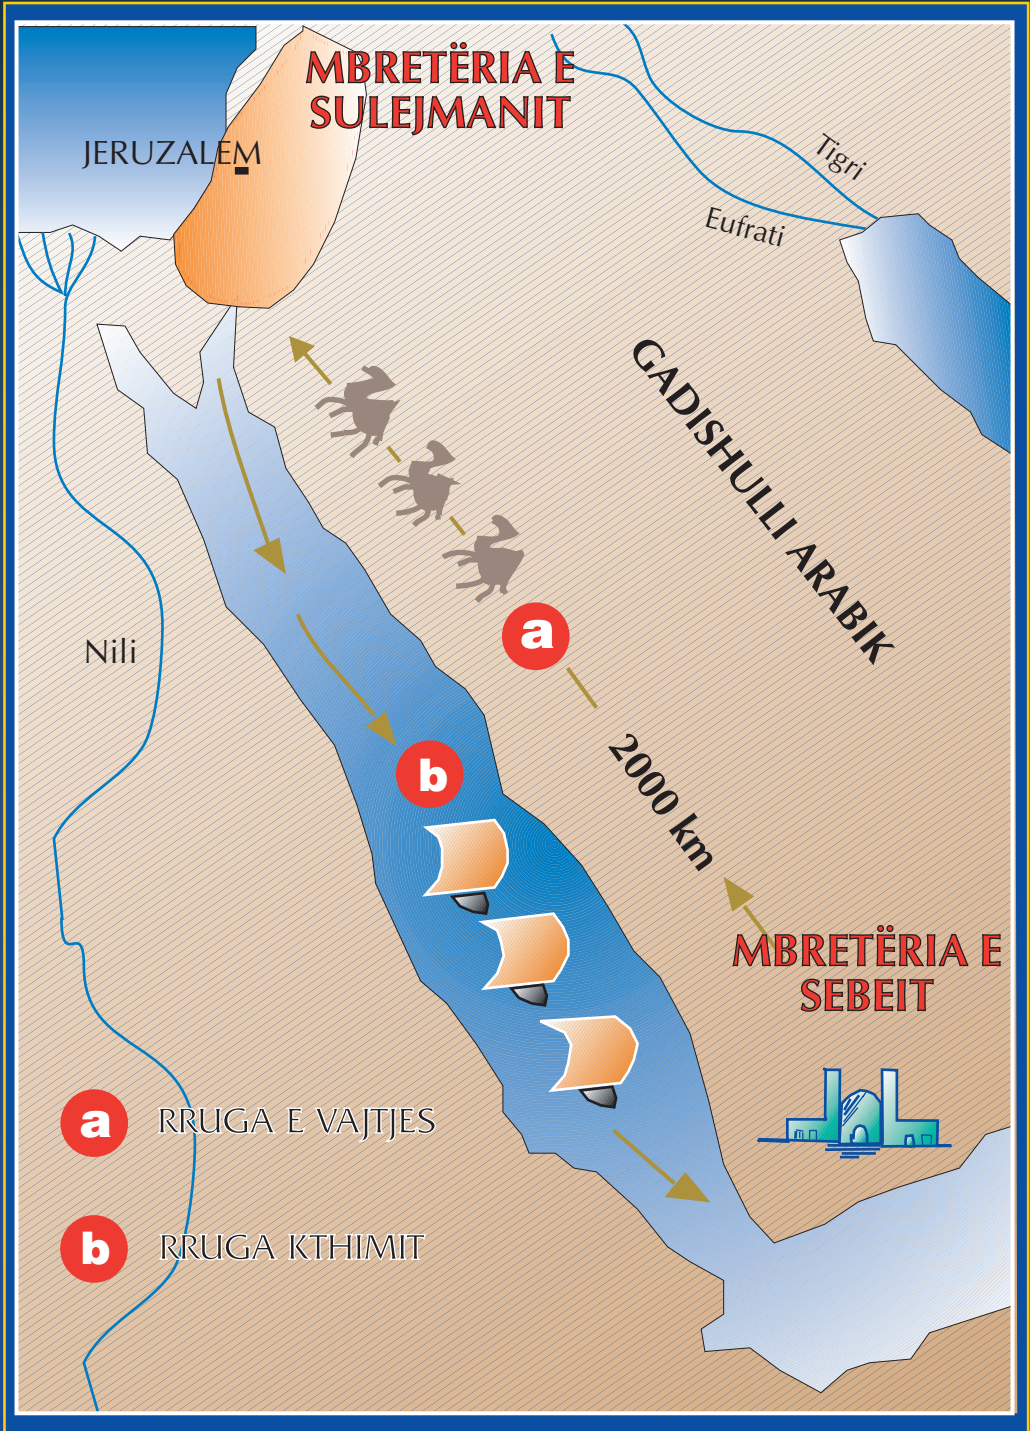 MBRETËRIA E
SULEJMANIT
JERUZALEM
Tigri
Eufrati
GADISHULLI ARABIK
Nili
a
b
2000 km
MBRETËRIA E
SEBEIT
a RRUGA E VAJTJES
b RRUGA KTHIMIT